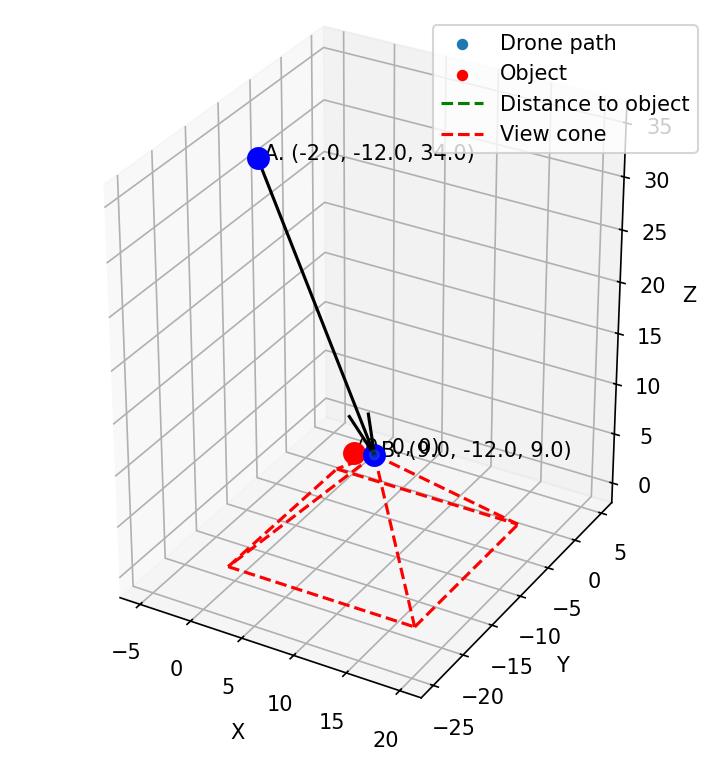 Drone path
Object
Distance to object
View cone
A. (-2.0, -12.0, 34.0)
B. (9.0, -12.0, 9.0)
35
30
25
20
15
10
5
0
Z
−5
0
5
10
15
20
X
5
0
−5
−10
−15
−20
−25
Y